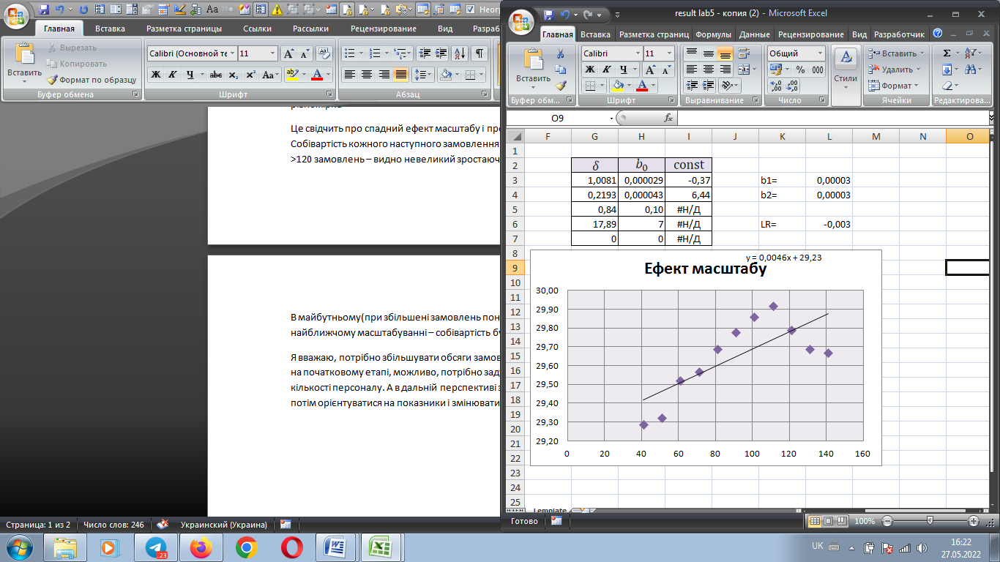 Главная Вставка Разметка страницы Ссылки Рассылки Рецензирование Вид Разраб
Неогр
Вставить
Вырезать
Копировать
Формат по образцу
Буфер обмена
Calibri (Основной те
11
Ж К Ч abe x₂ x² Aa
Шрифт
Абзац
Це свідчить про спадний ефект масштабу і пр
Собівартість кожного наступного замовлення
>120 замовлень – видно невеликий зростаюч
В майбутньому(при збільшені замовлень пон
найближчому масштабуванні – собівартість бу
Я вважаю, потрібно збільшувати обсяги замов
на початковому етапі, можливо, потрібно заду
кількості персоналу. А в дальній перспективі з
потім орієнтуватися на показники і змінювати
Страница: 1 из 2 Число слов: 246 Украинский (Украина)
result lab5 - копия (2) - Microsoft Excel
Главная Вставка Разметка страниц Формулы Данные Рецензирование Вид Разработчик
Вставить
Буфер обм...
Calibri 11
Ж К Ч
Шрифт
Выравнивание
Общий
% 000
Число
Стили
Вставить
Удалить
Формат
Ячейки
Редактирова...
O9 fx
F G H I J K L M N O
1
2 δ b₀ const
3 1,0081 0,000029 -0,37 b1= 0,00003
4 0,2193 0,000043 6,44 b2= 0,00003
5 0,84 0,10 #Н/Д
6 17,89 7 #Н/Д LR= -0,003
7 0 0 #Н/Д
8
9
10
11
12
13
14
15
16
17
18
19
20
21
22
23
24
25
y = 0,0046x + 29,23
Ефект масштабу
30,00
29,90
29,80
29,70
29,60
29,50
29,40
29,30
29,20
0 20 40 60 80 100 120 140 160
Template
Готово 100%
.23
UK
16:22
27.05.2022